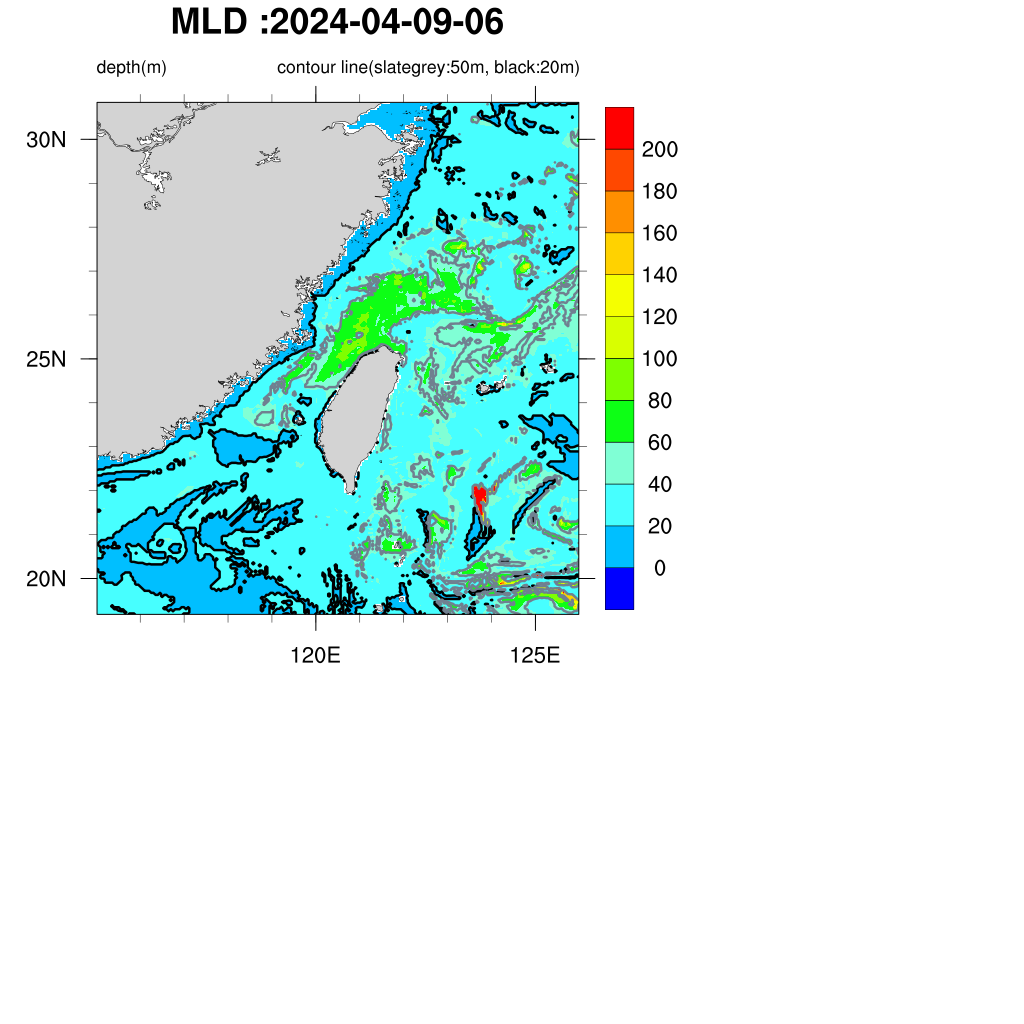 MLD :2024-04-09-06
depth(m)
contour line(slategrey:50m, black:20m)
30N
25N
20N
120E
125E
200
180
160
140
120
100
80
60
40
20
0